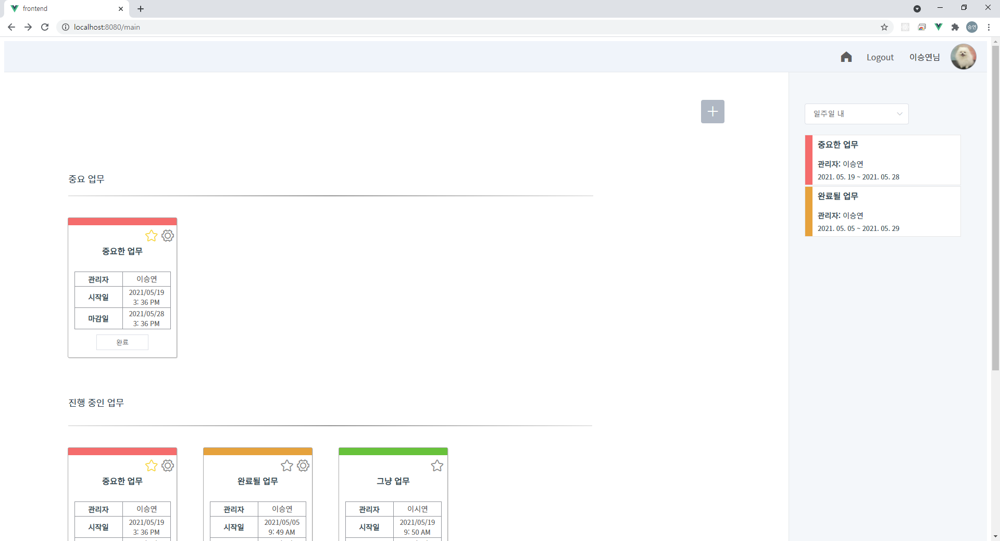 frontend
localhost:8080/main
승연
Logout
이승연님
일주일 내
중요한 업무
관리자: 이승연
2021. 05. 19 ~ 2021. 05. 28
완료될 업무
관리자: 이승연
2021. 05. 05 ~ 2021. 05. 29
중요 업무
중요한 업무
관리자 이승연
시작일 2021/05/19
3: 36 PM
마감일 2021/05/28
3: 36 PM
완료
진행 중인 업무
중요한 업무
관리자 이승연
시작일 2021/05/19
3: 36 PM
완료될 업무
관리자 이승연
시작일 2021/05/05
9: 49 AM
그냥 업무
관리자 이시연
시작일 2021/05/19
9: 50 AM